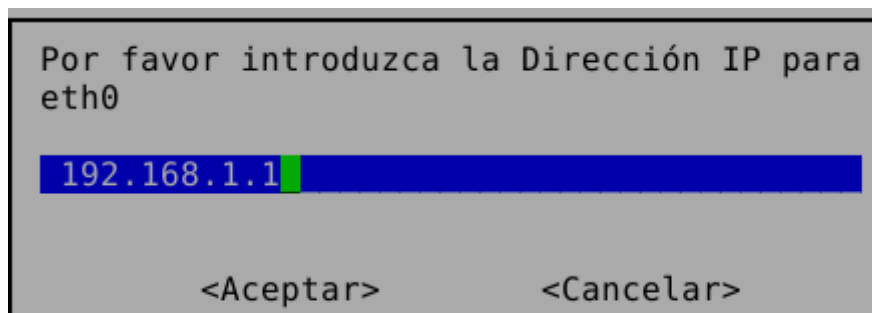 Por favor introduzca la Dirección IP para
eth0
192.168.1.1
<Aceptar> <Cancelar>